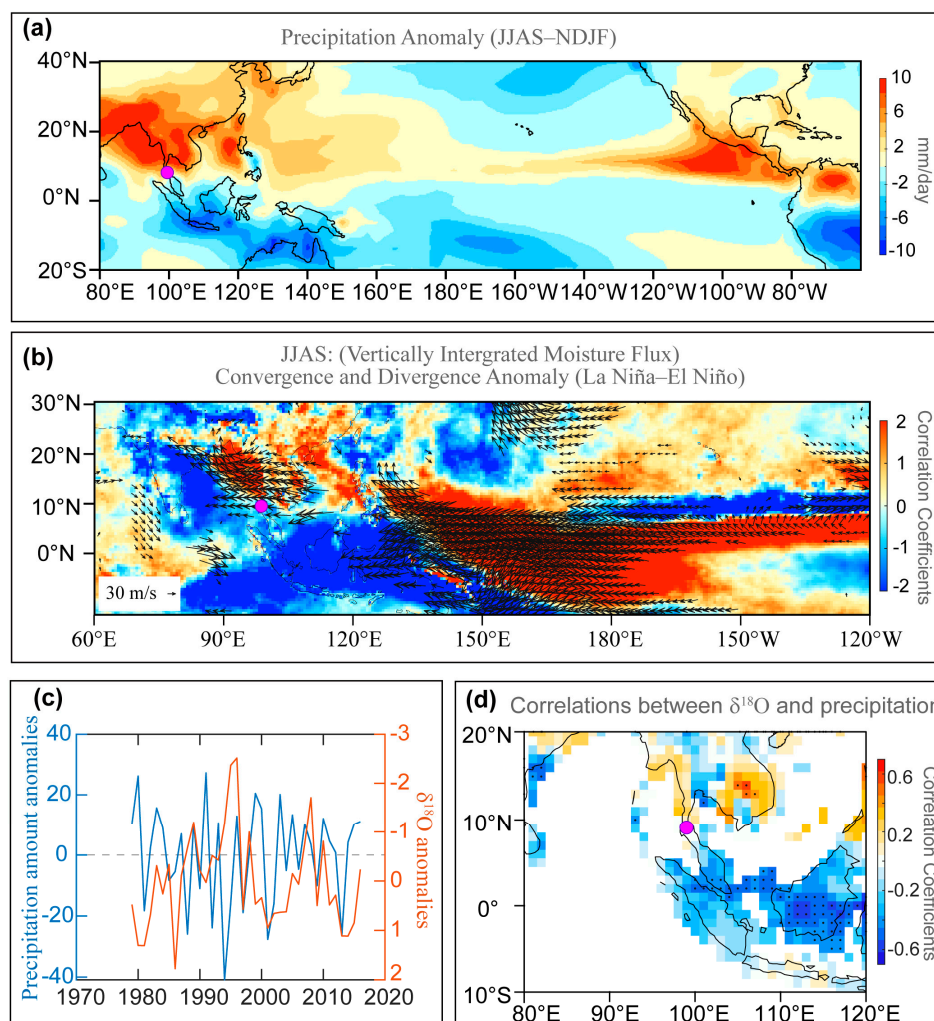 (a)
Precipitation Anomaly (JJAS–NDJF)
40°N
20°N
0°N
20°S
80°E 100°E 120°E 140°E 160°E 180°E 160°W 140°W 120°W 100°W 80°W
10
6
2
-2
-6
-10
mm/day
(b)
JJAS: (Vertically Intergrated Moisture Flux)
Convergence and Divergence Anomaly (La Niña–El Niño)
30°N
20°N
10°N
0°N
30 m/s
60°E 90°E 120°E 150°E 180°E 150°W 120°W
2
1
0
-1
-2
Correlation Coefficients
(c)
Precipitation amount anomalies
40
20
0
-20
-40
1970 1980 1990 2000 2010 2020
-3
-2
-1
0
1
2
δ18O anomalies
(d) Correlations between δ18O and precipitation
20°N
10°N
0°
10°S
80°E 90°E 100°E 110°E 120°E
0.6
0.2
-0.2
-0.6
Correlation Coefficients